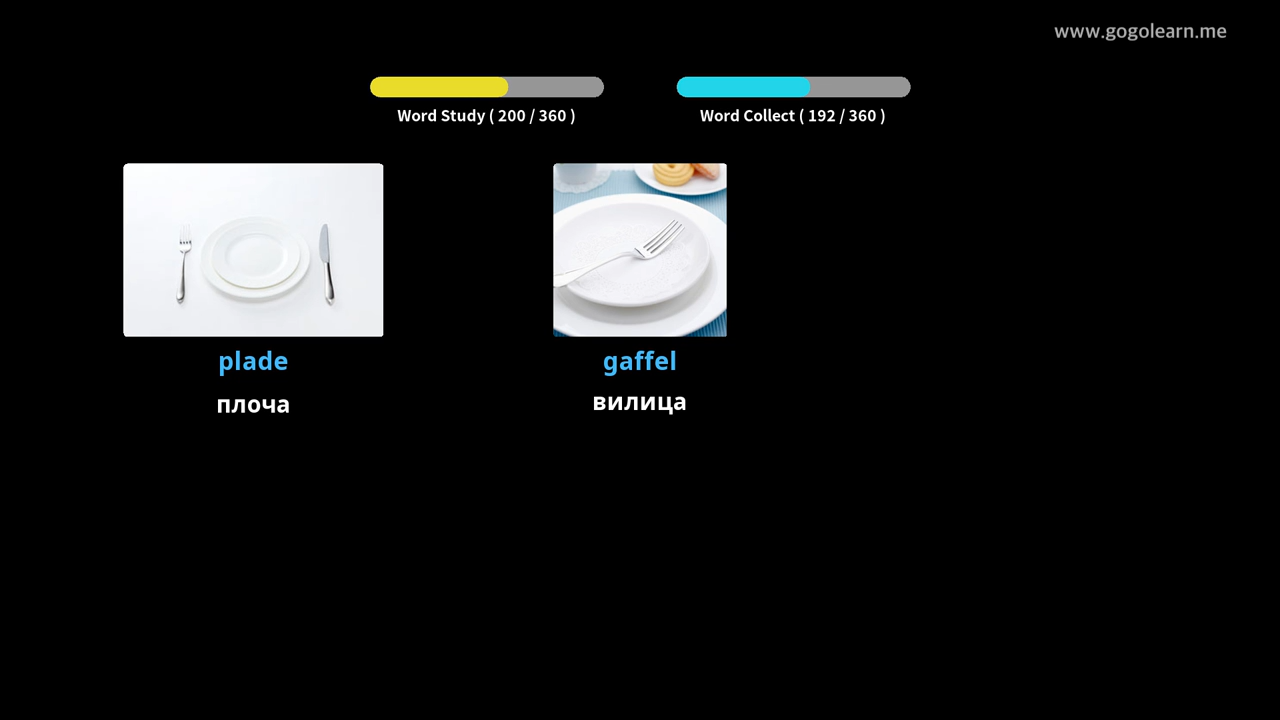 www.gogolearn.me
Word Study ( 200 / 360 )
Word Collect ( 192 / 360 )
plade
gaffel
плоча
вилица